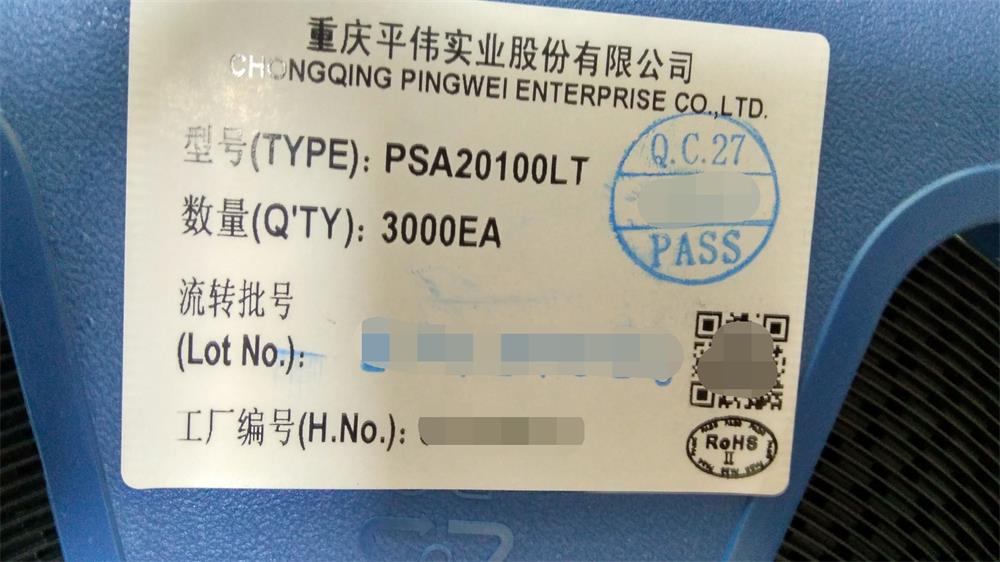 重庆平伟实业股份有限公司
CHONGQING PINGWEI ENTERPRISE CO.,LTD.
型号(TYPE): PSA20100LT
Q.C.27
PASS
数量(Q'TY): 3000EA
流转批号
(Lot No.):
工厂编号(H.No.):
RoHS
II